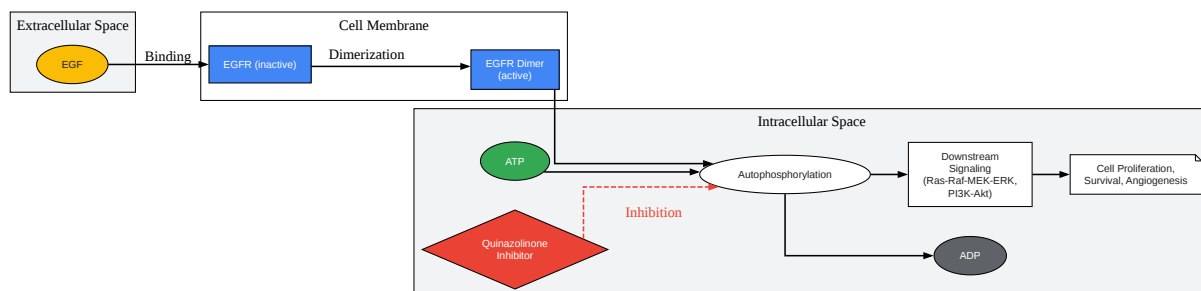 Extracellular Space
EGF
Binding
Cell Membrane
EGFR (inactive)
Dimerization
EGFR Dimer
(active)
Intracellular Space
ATP
Autophosphorylation
Downstream
Signaling
(Ras-Raf-MEK-ERK,
PI3K-Akt)
Cell Proliferation,
Survival, Angiogenesis
Inhibition
Quinazolinone
Inhibitor
ADP